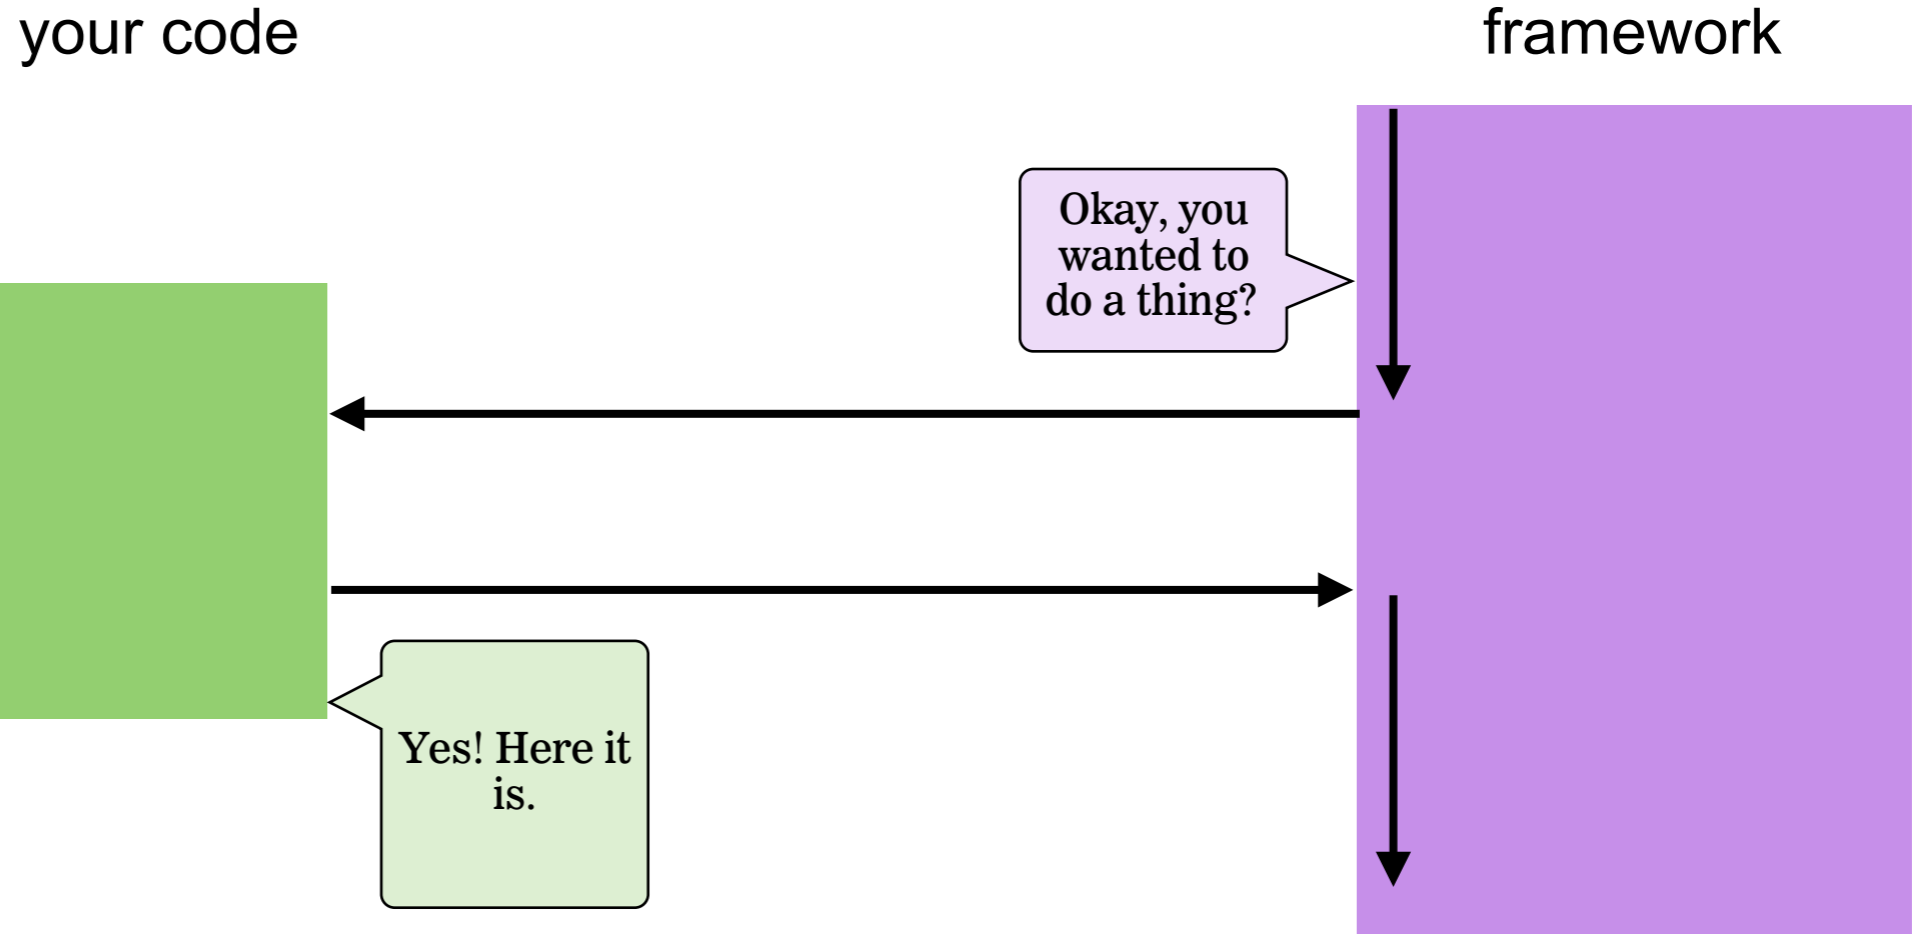 your code
framework
Okay, you
wanted to
do a thing?
Yes! Here it
is.